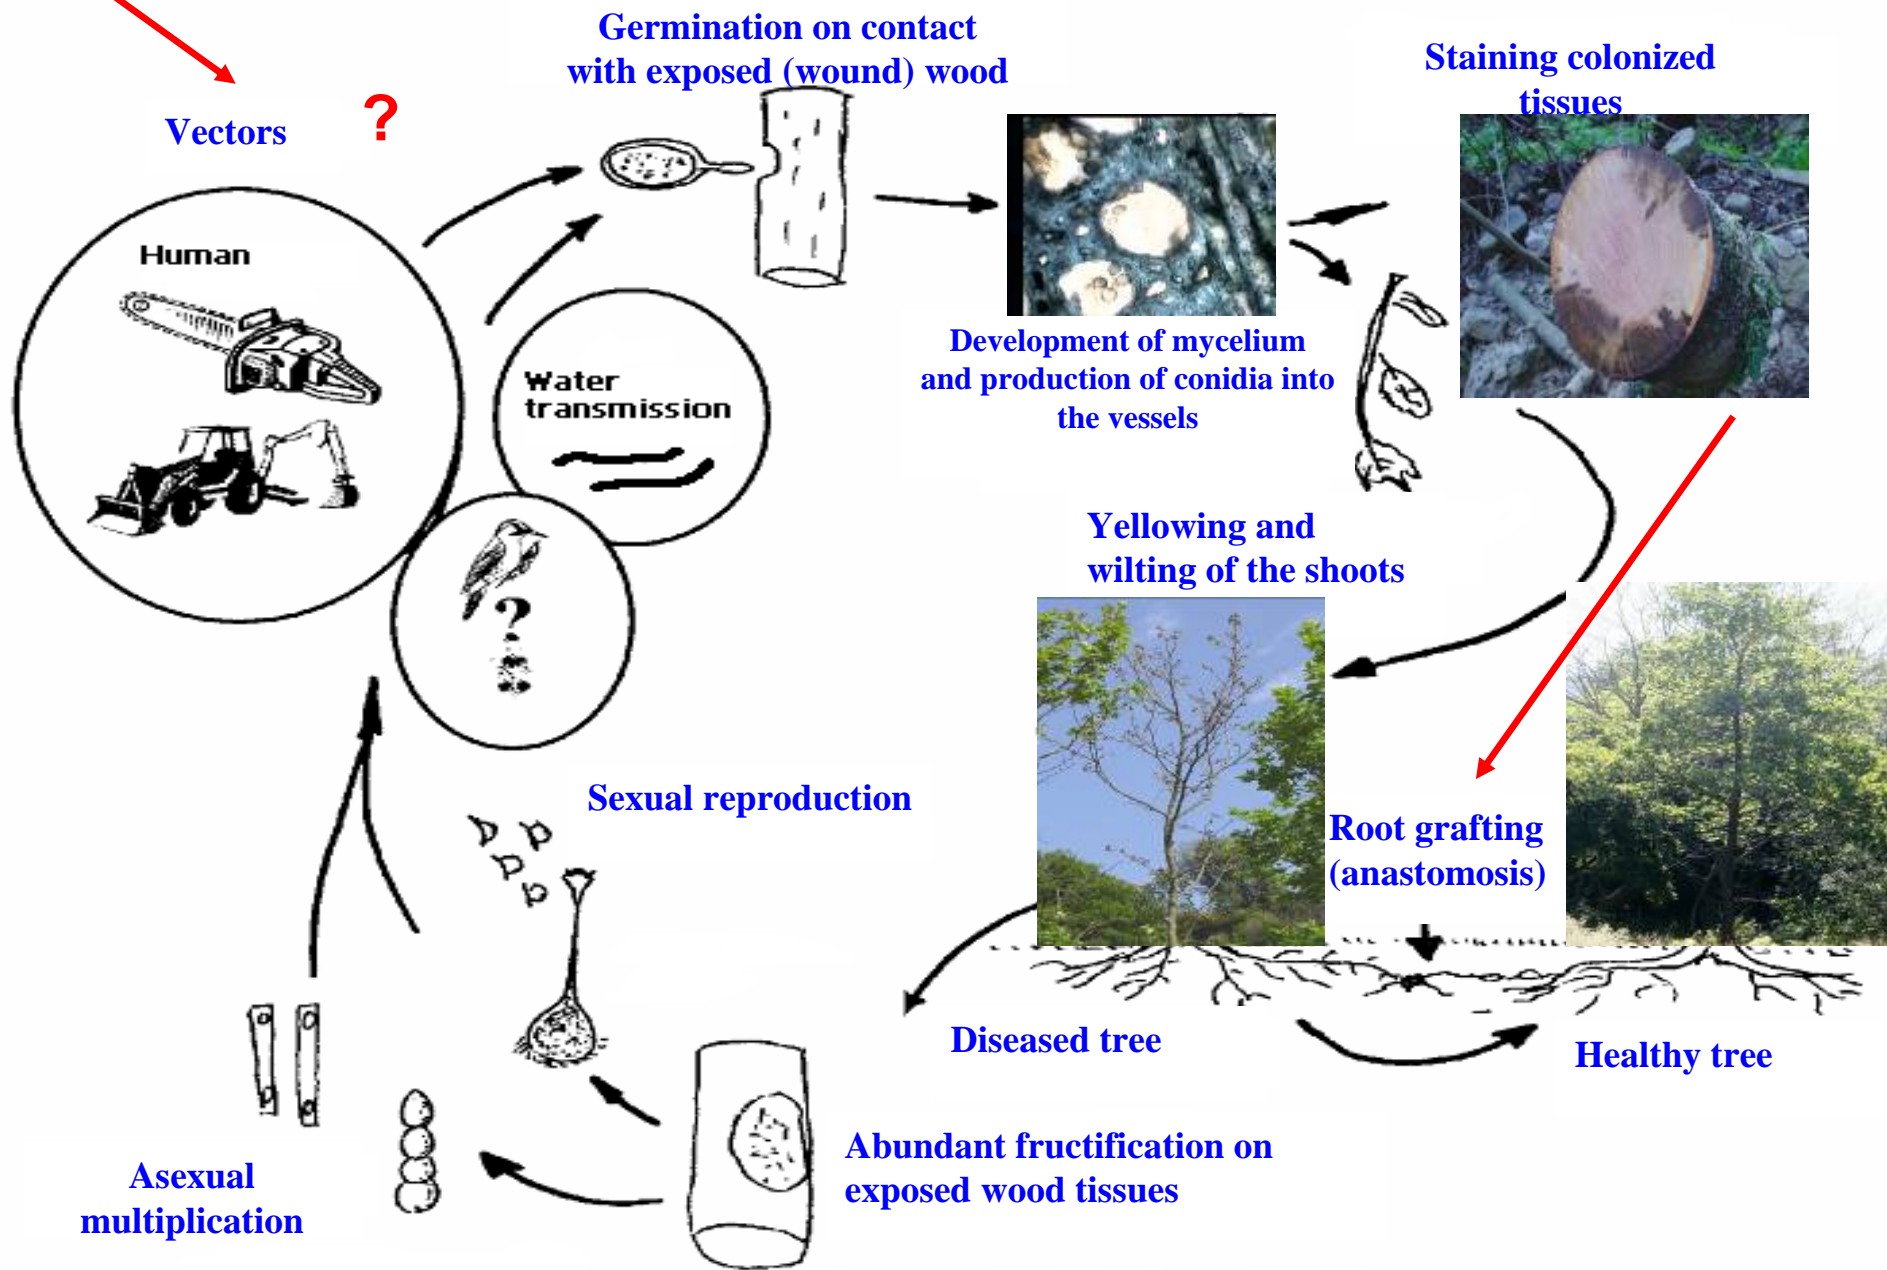 Germination on contact
with exposed (wound) wood
Staining colonized
tissues
Vectors ?
Human
Water
transmission
Development of mycelium
and production of conidia into
the vessels
Yellowing and
wilting of the shoots
?
Sexual reproduction
Root grafting
(anastomosis)
Diseased tree
Healthy tree
Abundant fructification on
exposed wood tissues
Asexual
multiplication